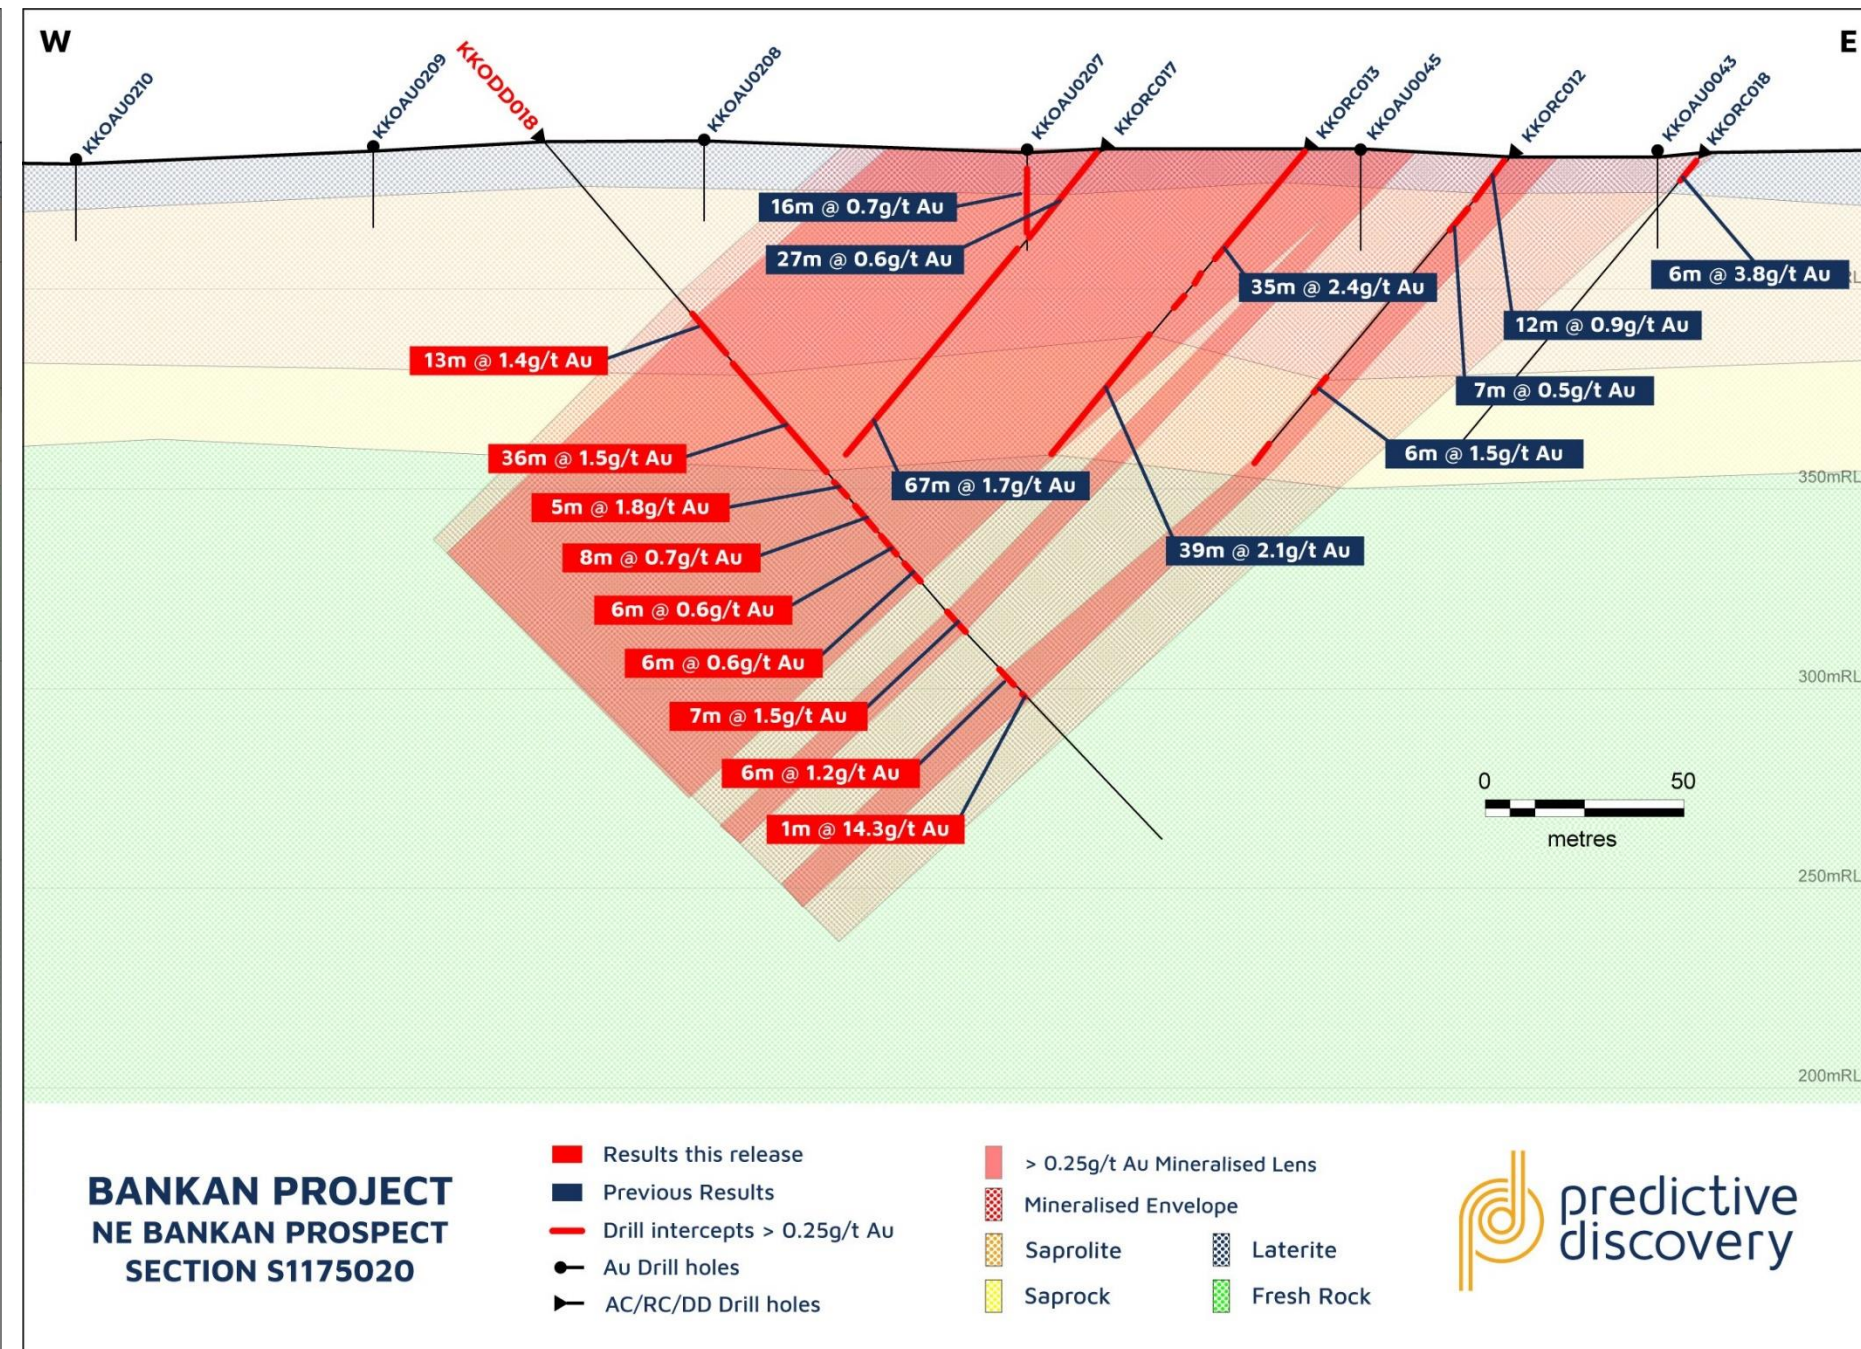 W
E
KKOAU0210
KKOAU0209
KKODD018
KKOAU0208
KKOAU0207
KKORC017
KKORC013
KKOAU0045
KKORC012
KKOAU0043
KKORC018
16m @ 0.7g/t Au
27m @ 0.6g/t Au
6m @ 3.8g/t Au
35m @ 2.4g/t Au
12m @ 0.9g/t Au
13m @ 1.4g/t Au
7m @ 0.5g/t Au
36m @ 1.5g/t Au
6m @ 1.5g/t Au
350mRL
67m @ 1.7g/t Au
5m @ 1.8g/t Au
8m @ 0.7g/t Au
39m @ 2.1g/t Au
6m @ 0.6g/t Au
6m @ 0.6g/t Au
300mRL
7m @ 1.5g/t Au
6m @ 1.2g/t Au
0 50
metres
1m @ 14.3g/t Au
250mRL
200mRL
BANKAN PROJECT
NE BANKAN PROSPECT
SECTION S1175020
Results this release
Previous Results
Drill intercepts > 0.25g/t Au
Au Drill holes
AC/RC/DD Drill holes
> 0.25g/t Au Mineralised Lens
Mineralised Envelope
Saprolite
Saprock
Laterite
Fresh Rock
predictive
discovery